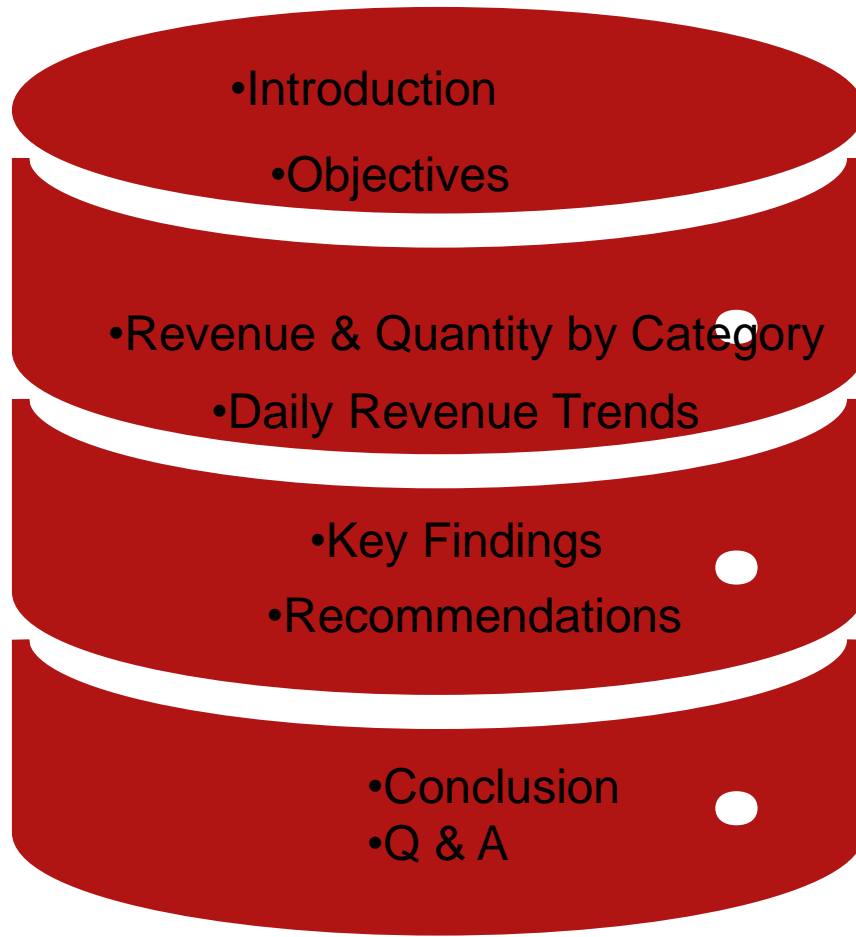 •Introduction
•Objectives
•Revenue & Quantity by Category
•Daily Revenue Trends
•Key Findings
•Recommendations
•Conclusion
•Q & A